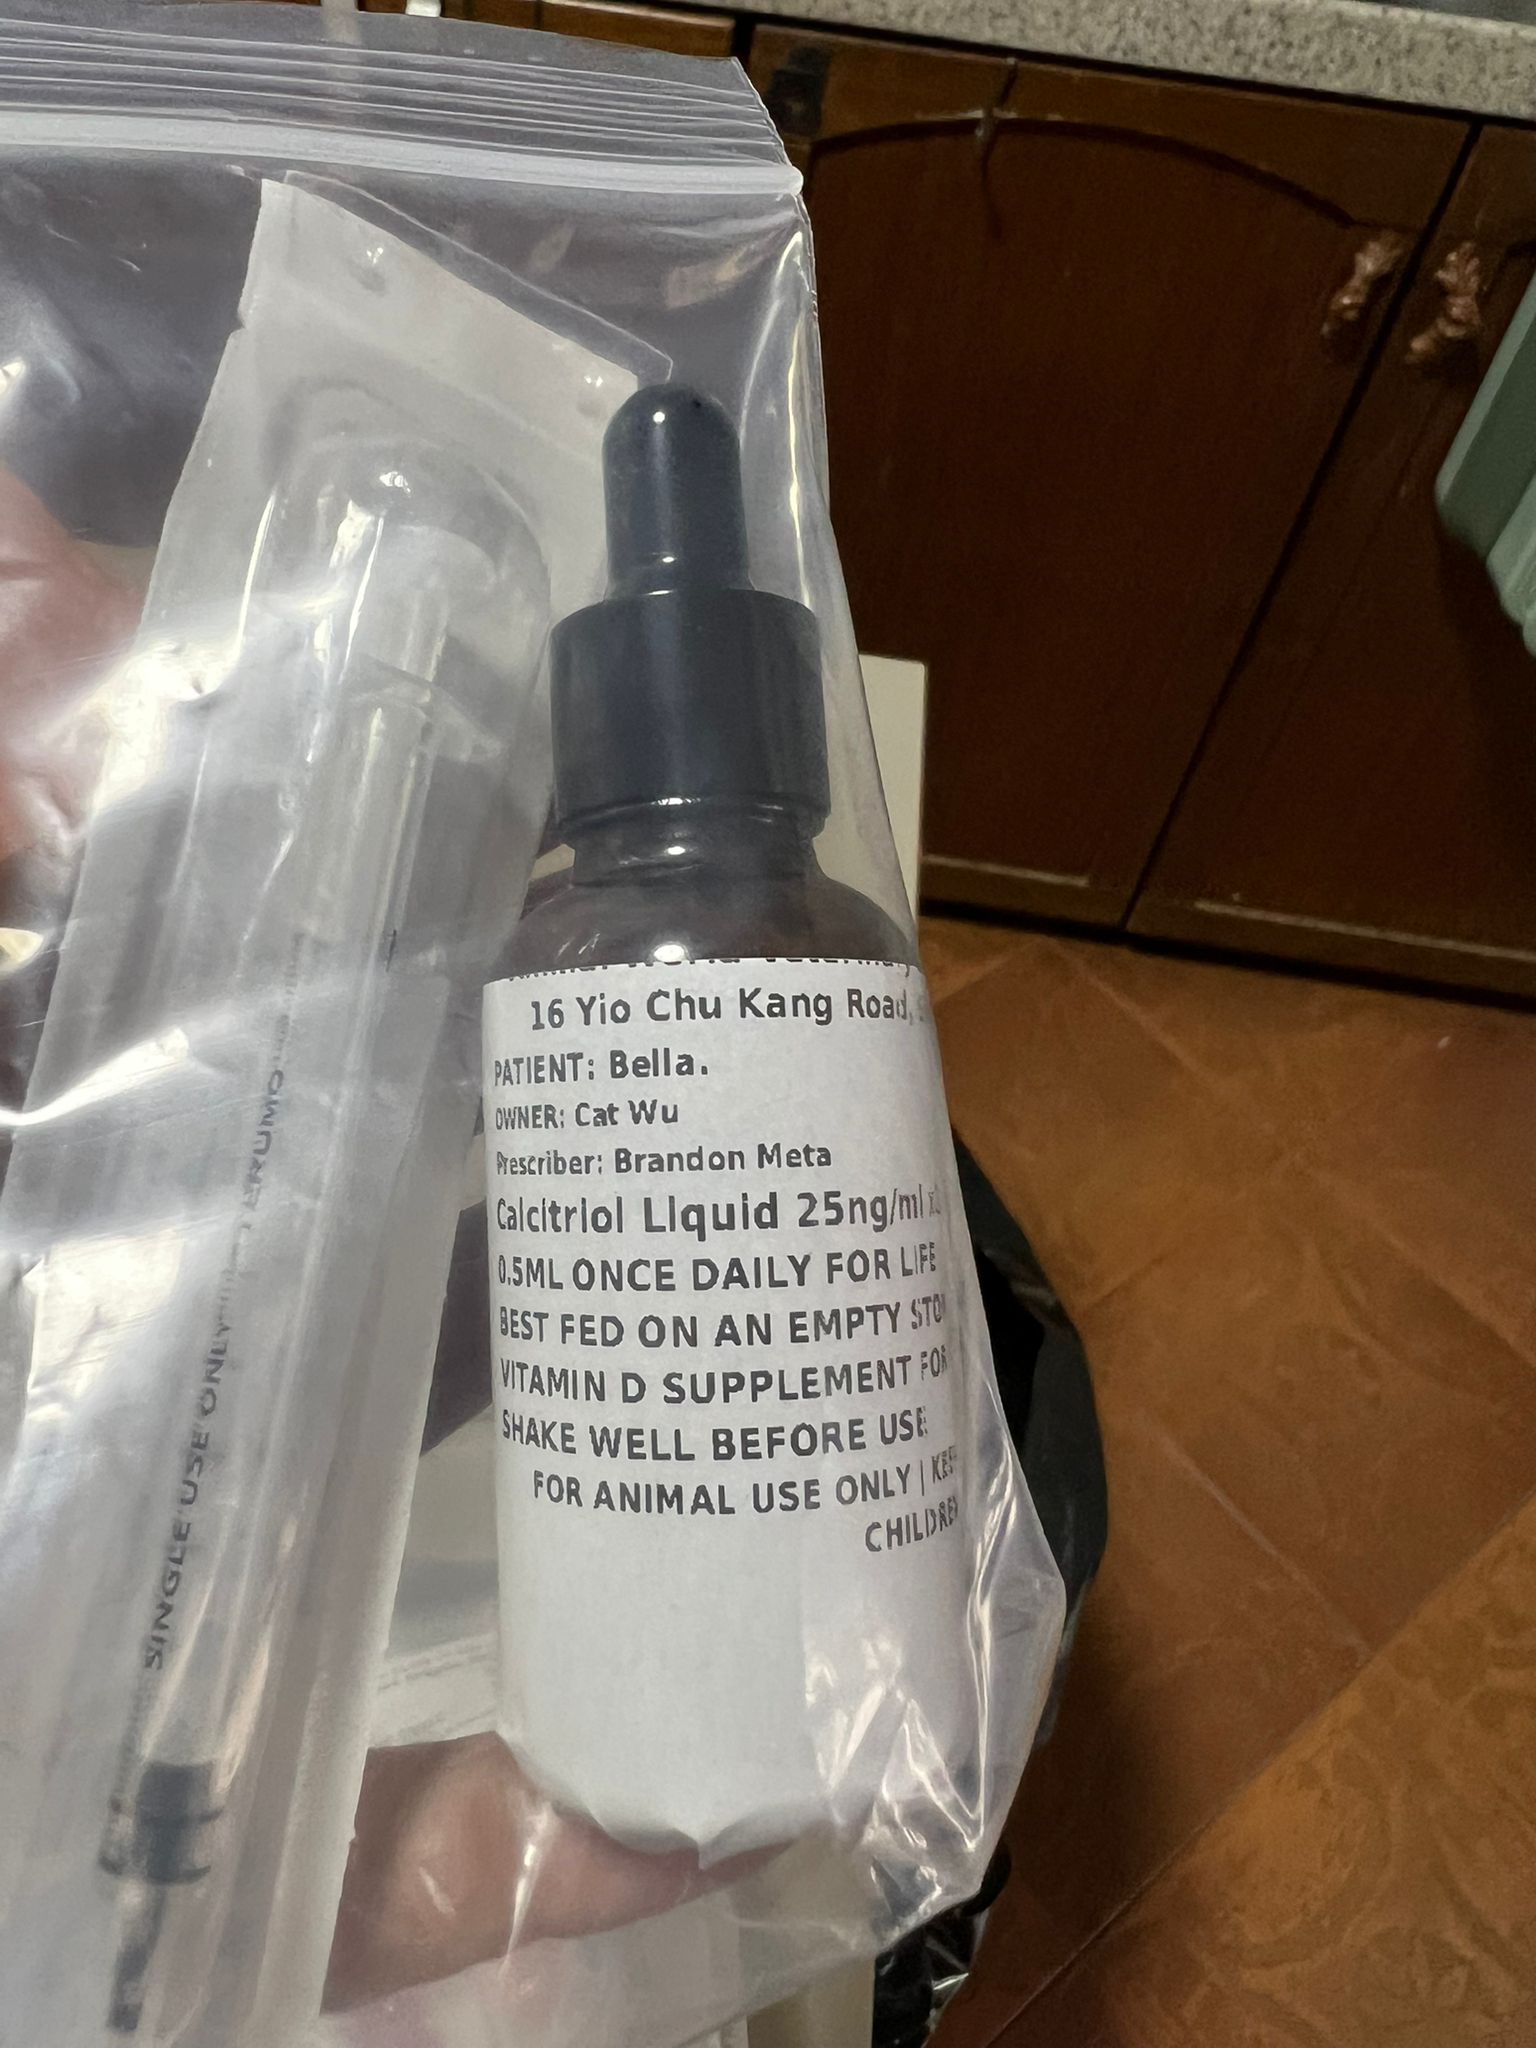 16 Yio Chu Kang Road,
PATIENT: Bella.
OWNER: Cat Wu
Prescriber: Brandon Meta
Calcitriol Liquid 25ng/ml
0.5ML ONCE DAILY FOR LIFE
BEST FED ON AN EMPTY
VITAMIN D SUPPLEMENT FOR
SHAKE WELL BEFORE USE
FOR ANIMAL USE ONLY |
CHILDREN
TERUMO
SINGLE USE ONLY